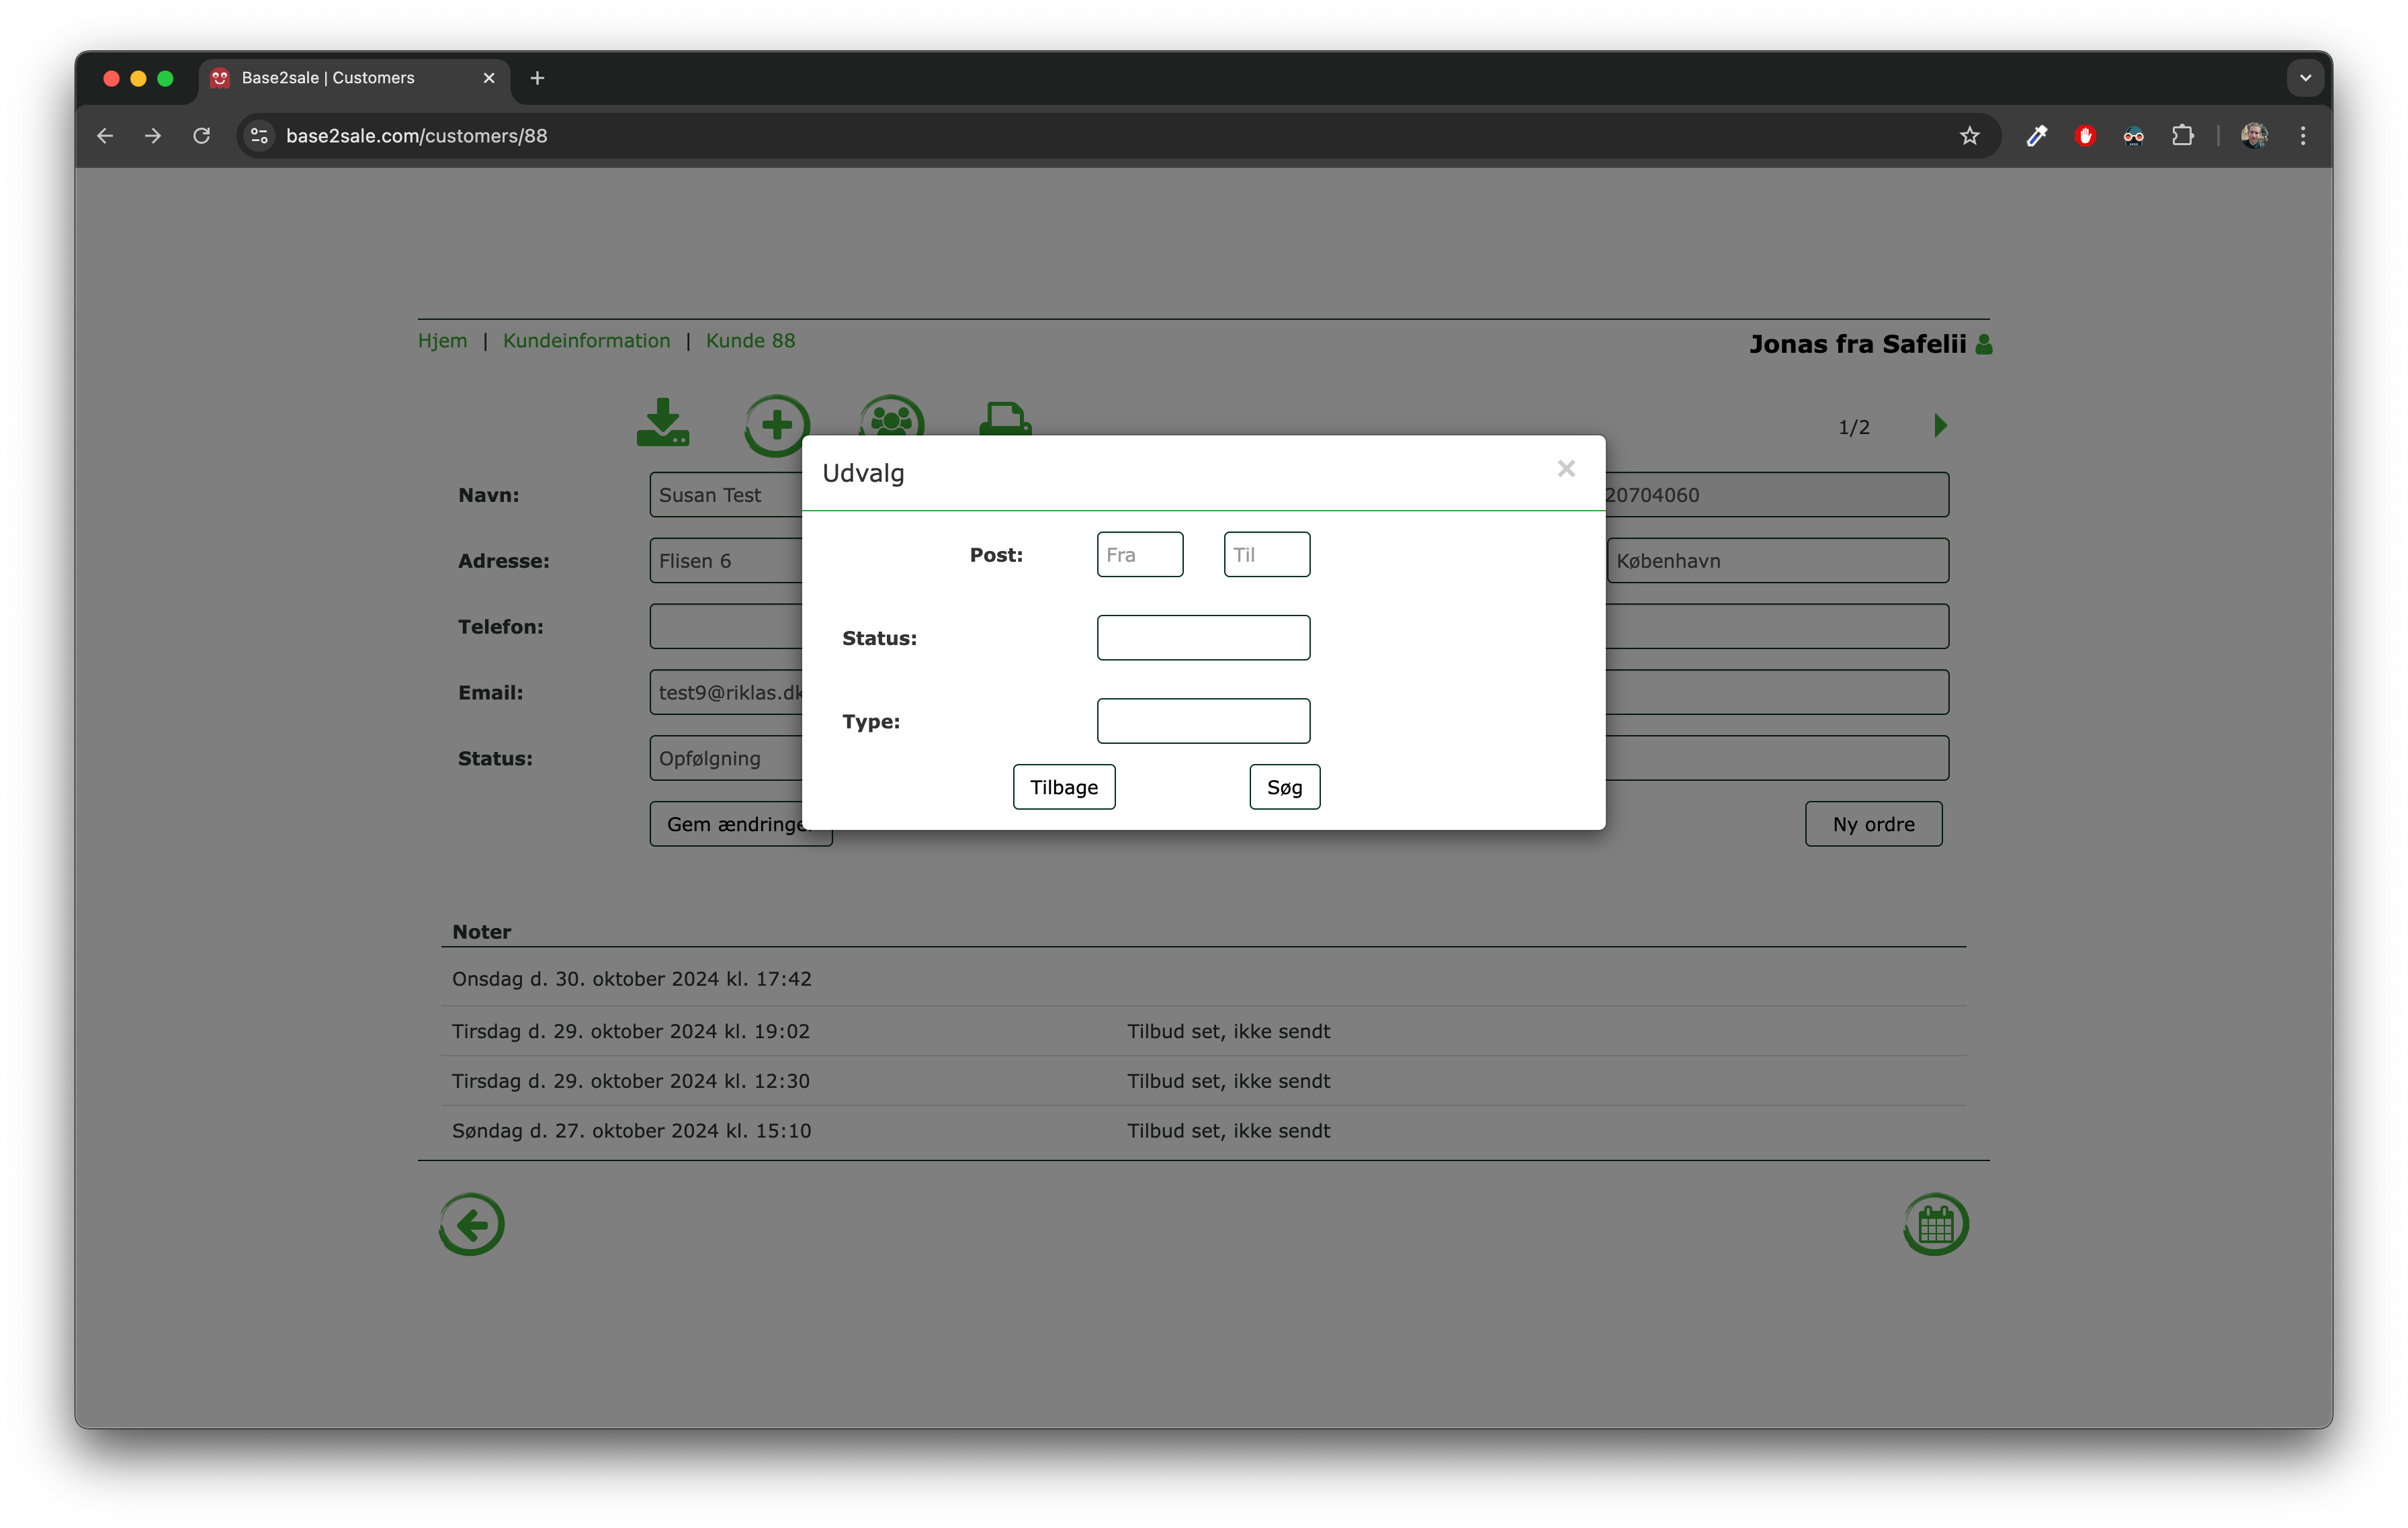 Base2sale | Customers
base2sale.com/customers/88
Hjem | Kundeinformation | Kunde 88
Jonas fra Safelii
1/2
Udvalg
Post: Fra Til
Status:
Type:
Tilbage Søg
Navn: Susan Test 20704060
Adresse: Flisen 6 København
Telefon:
Email: test9@riklas.dk
Status: Opfølgning
Gem ændringer Ny ordre
Noter
Onsdag d. 30. oktober 2024 kl. 17:42
Tirsdag d. 29. oktober 2024 kl. 19:02 Tilbud set, ikke sendt
Tirsdag d. 29. oktober 2024 kl. 12:30 Tilbud set, ikke sendt
Søndag d. 27. oktober 2024 kl. 15:10 Tilbud set, ikke sendt